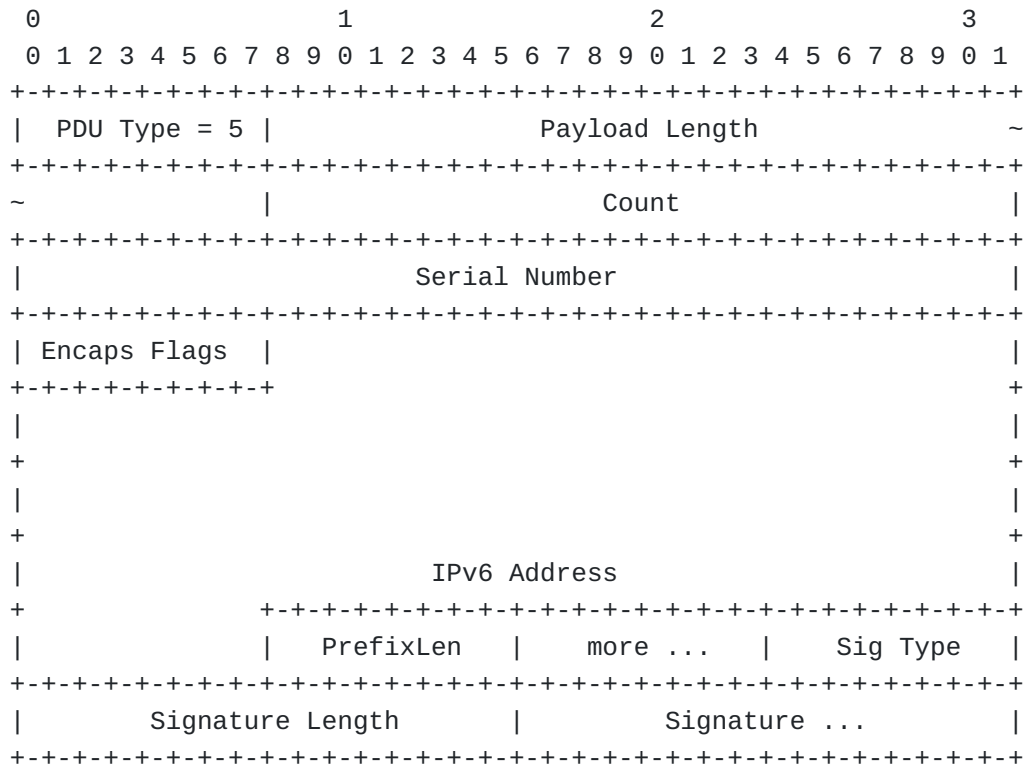 0                   1                   2                   3
 0 1 2 3 4 5 6 7 8 9 0 1 2 3 4 5 6 7 8 9 0 1 2 3 4 5 6 7 8 9 0 1
+-+-+-+-+-+-+-+-+-+-+-+-+-+-+-+-+-+-+-+-+-+-+-+-+-+-+-+-+-+-+-+-+
|  PDU Type = 5 |                 Payload Length                ~
+-+-+-+-+-+-+-+-+-+-+-+-+-+-+-+-+-+-+-+-+-+-+-+-+-+-+-+-+-+-+-+-+
~               |                     Count                     |
+-+-+-+-+-+-+-+-+-+-+-+-+-+-+-+-+-+-+-+-+-+-+-+-+-+-+-+-+-+-+-+-+
|                         Serial Number                         |
+-+-+-+-+-+-+-+-+-+-+-+-+-+-+-+-+-+-+-+-+-+-+-+-+-+-+-+-+-+-+-+-+
| Encaps Flags  |                                               |
+-+-+-+-+-+-+-+-+                                               +
|                                                               |
+                                                               +
|                                                               |
+                                                               +
|                          IPv6 Address                         |
+               +-+-+-+-+-+-+-+-+-+-+-+-+-+-+-+-+-+-+-+-+-+-+-+-+
|               |   PrefixLen   |    more ...   |    Sig Type   |
+-+-+-+-+-+-+-+-+-+-+-+-+-+-+-+-+-+-+-+-+-+-+-+-+-+-+-+-+-+-+-+-+
|        Signature Length       |         Signature ...         |
+-+-+-+-+-+-+-+-+-+-+-+-+-+-+-+-+-+-+-+-+-+-+-+-+-+-+-+-+-+-+-+-+